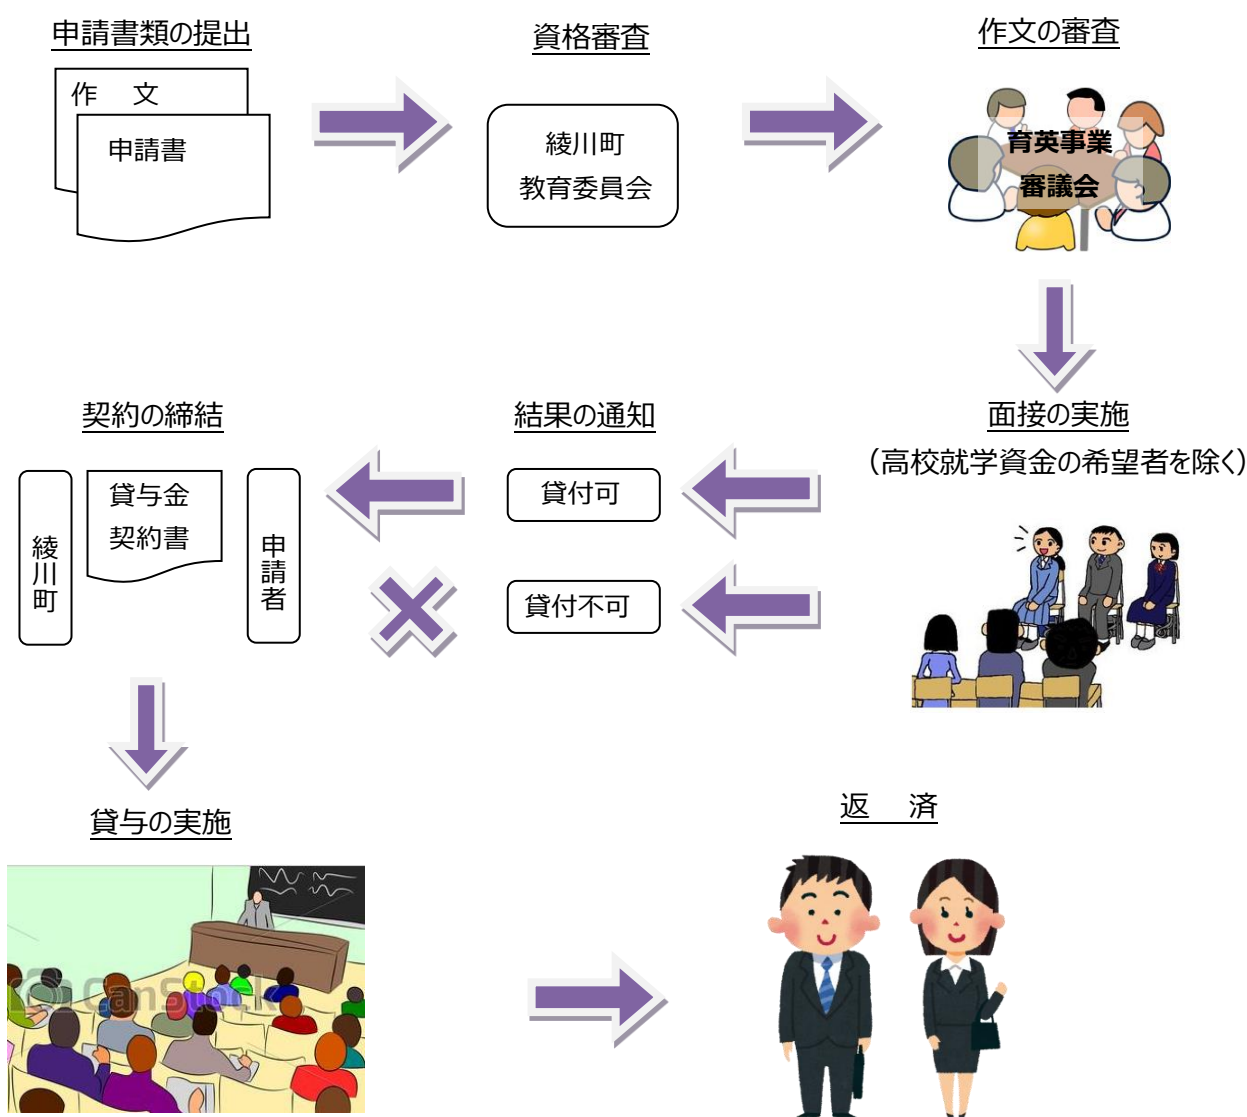 申請書類の提出
作　文
申請書
資格審査
綾川町
教育委員会
作文の審査
育英事業
審議会
面接の実施
（高校就学資金の希望者を除く）
結果の通知
貸付可
貸付不可
契約の締結
綾川町
貸与金
契約書
申請者
貸与の実施
CanStock
返　済